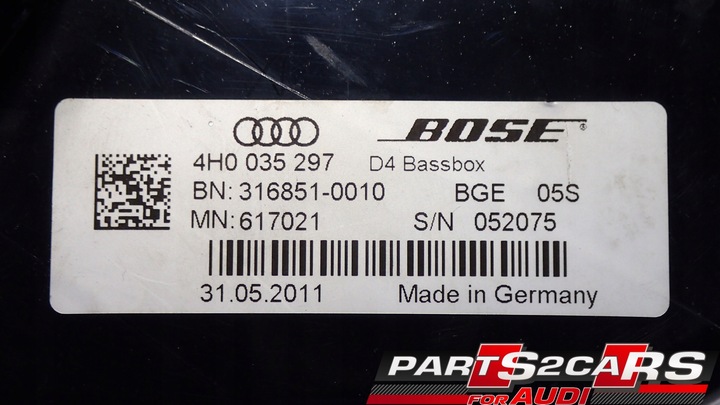 BOSE®
4H0 035 297 D4 Bassbox
BN: 316851-0010 BGE 05S
MN: 617021 S/N 052075
31.05.2011 Made in Germany
PARTS2CARS
FOR AUDI